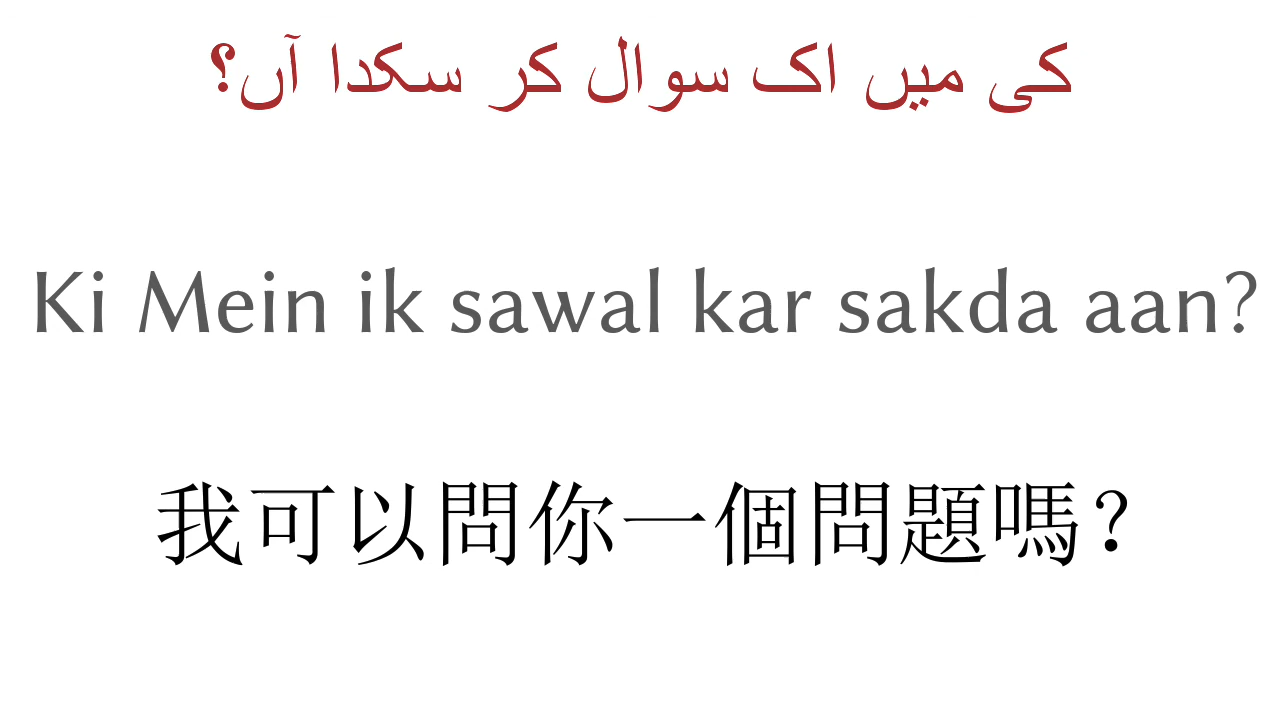 کی میں اک سوال کر سکدا آں؟
Ki Mein ik sawal kar sakda aan?
我可以問你一個問題嗎?